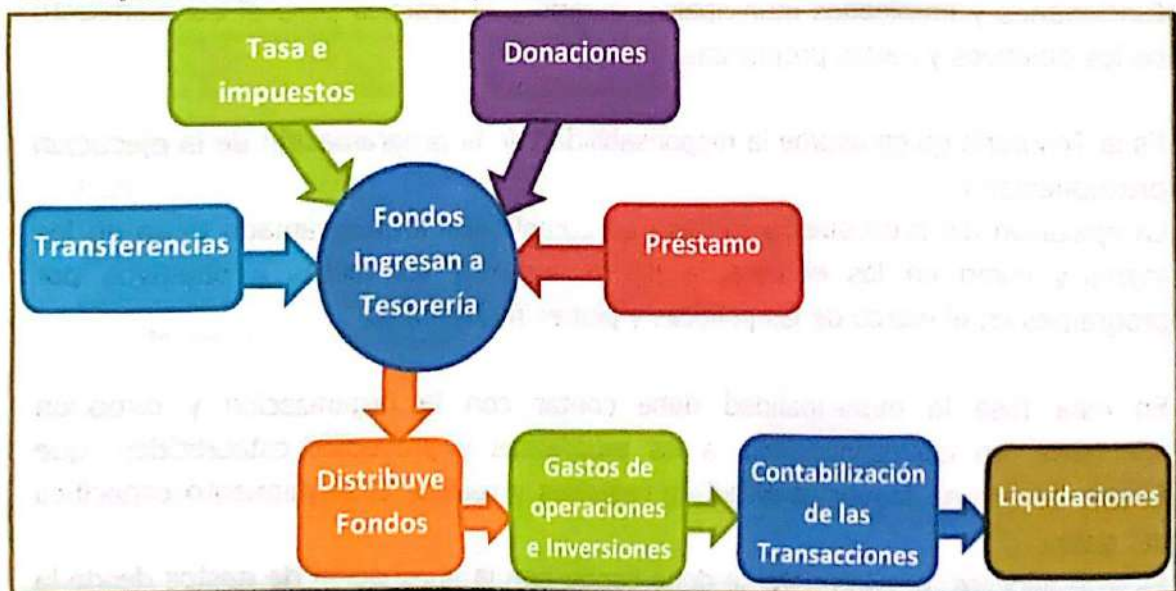 Tasa e
impuestos
Donaciones
Transferencias
Fondos
Ingresan a
Tesorería
Préstamo
Distribuye
Fondos
Gastos de
operaciones
e Inversiones
Contabilización
de las
Transacciones
Liquidaciones